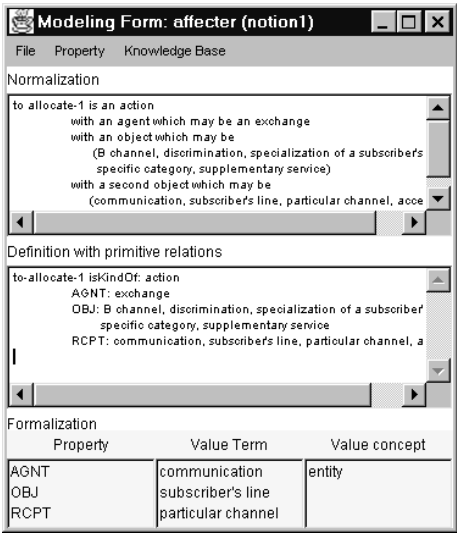 Modeling Form: affecter (notion1)
File Property Knowledge Base
Normalization
to allocate-1 is an action
with an agent which may be an exchange
with an object which may be
(B channel, discrimination, specialization of a subscriber's
specific category, supplementary service)
with a second object which may be
(communication, subscriber's line, particular channel, acce
Definition with primitive relations
to-allocate-1 isKindOf: action
AGNT: exchange
OBJ: B channel, discrimination, specialization of a subscriber'
specific category, supplementary service
RCPT: communication, subscriber's line, particular channel, a
Formalization
Property Value Term Value concept
AGNT communication entity
OBJ subscriber's line
RCPT particular channel